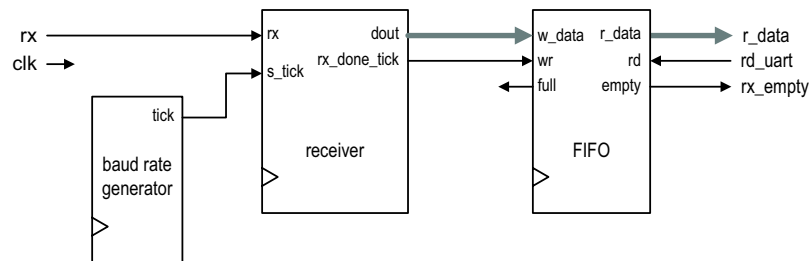 rx
clk
rx
s_tick
dout
rx_done_tick
receiver
tick
baud rate
generator
w_data
wr
full
r_data
rd
empty
FIFO
r_data
rd_uart
rx_empty